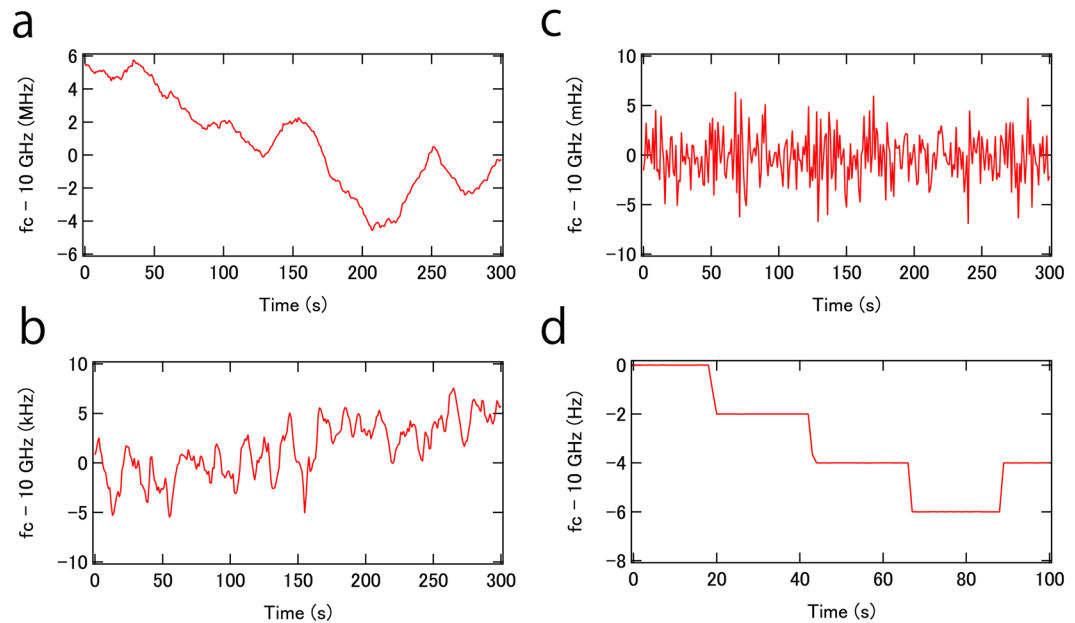 a
fc − 10 GHz (MHz)
6
4
2
0
−2
−4
−6
0 50 100 150 200 250 300
Time (s)
b
fc − 10 GHz (kHz)
10
5
0
−5
−10
0 50 100 150 200 250 300
Time (s)
c
fc − 10 GHz (mHz)
10
5
0
−5
−10
0 50 100 150 200 250 300
Time (s)
d
fc − 10 GHz (Hz)
0
−2
−4
−6
−8
0 20 40 60 80 100
Time (s)